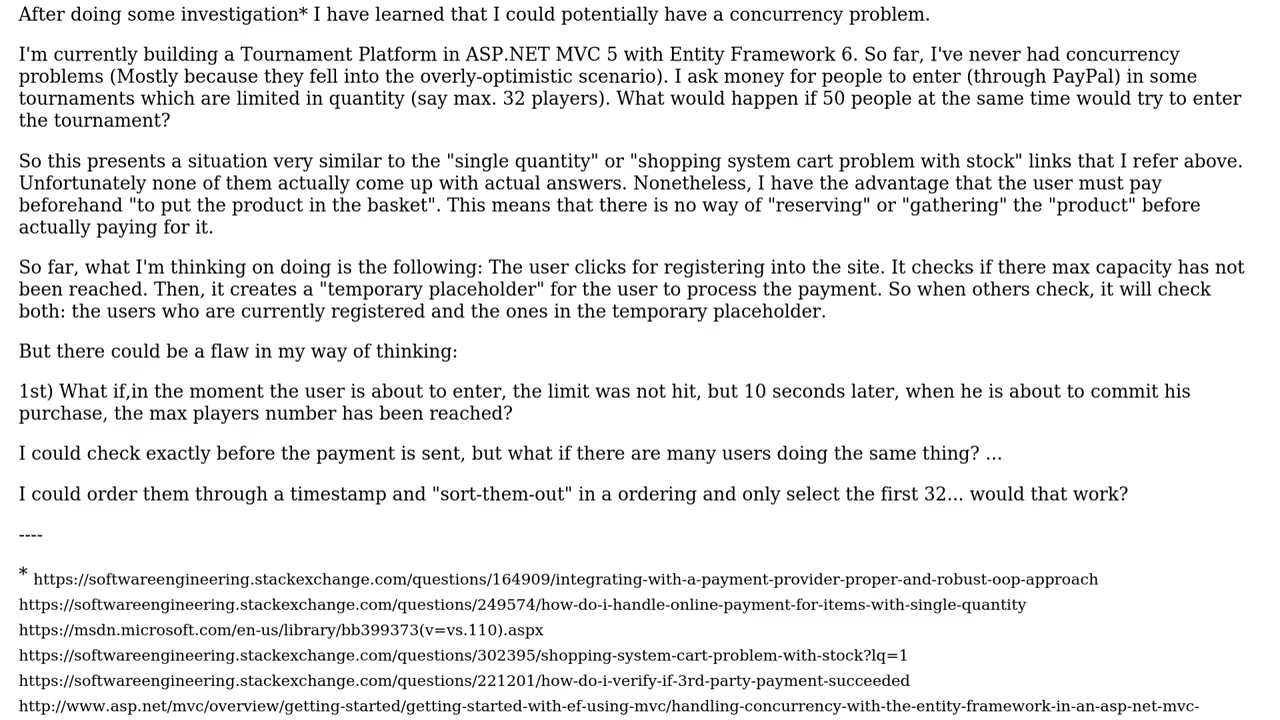 After doing some investigation* I have learned that I could potentially have a concurrency problem.
I'm currently building a Tournament Platform in ASP.NET MVC 5 with Entity Framework 6. So far, I've never had concurrency
problems (Mostly because they fell into the overly-optimistic scenario). I ask money for people to enter (through PayPal) in some
tournaments which are limited in quantity (say max. 32 players). What would happen if 50 people at the same time would try to enter
the tournament?
So this presents a situation very similar to the "single quantity" or "shopping system cart problem with stock" links that I refer above.
Unfortunately none of them actually come up with actual answers. Nonetheless, I have the advantage that the user must pay
beforehand "to put the product in the basket". This means that there is no way of "reserving" or "gathering" the "product" before
actually paying for it.
So far, what I'm thinking on doing is the following: The user clicks for registering into the site. It checks if there max capacity has not
been reached. Then, it creates a "temporary placeholder" for the user to process the payment. So when others check, it will check
both: the users who are currently registered and the ones in the temporary placeholder.
But there could be a flaw in my way of thinking:
1st) What if,in the moment the user is about to enter, the limit was not hit, but 10 seconds later, when he is about to commit his
purchase, the max players number has been reached?
I could check exactly before the payment is sent, but what if there are many users doing the same thing? ...
I could order them through a timestamp and "sort-them-out" in a ordering and only select the first 32... would that work?
----
* https://softwareengineering.stackexchange.com/questions/164909/integrating-with-a-payment-provider-proper-and-robust-oop-approach
https://softwareengineering.stackexchange.com/questions/249574/how-do-i-handle-online-payment-for-items-with-single-quantity
https://msdn.microsoft.com/en-us/library/bb399373(v=vs.110).aspx
https://softwareengineering.stackexchange.com/questions/302395/shopping-system-cart-problem-with-stock?lq=1
https://softwareengineering.stackexchange.com/questions/221201/how-do-i-verify-if-3rd-party-payment-succeeded
http://www.asp.net/mvc/overview/getting-started/getting-started-with-ef-using-mvc/handling-concurrency-with-the-entity-framework-in-an-asp-net-mvc-